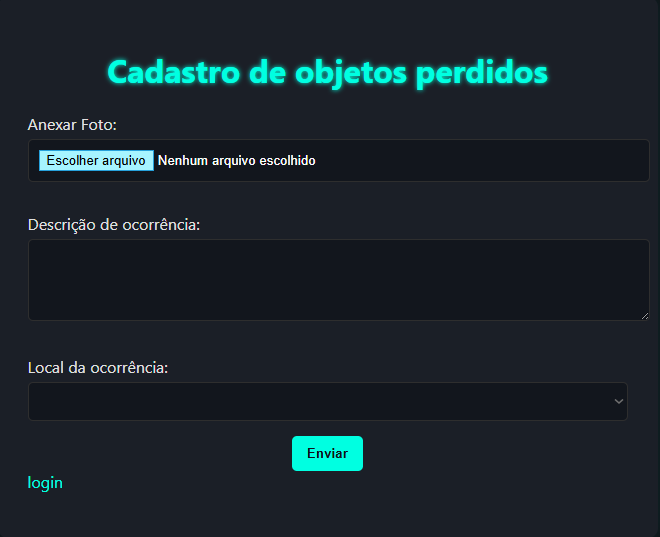 Cadastro de objetos perdidos
Anexar Foto:
Escolher arquivo Nenhum arquivo escolhido
Descrição de ocorrência:
Local da ocorrência:
Enviar
login